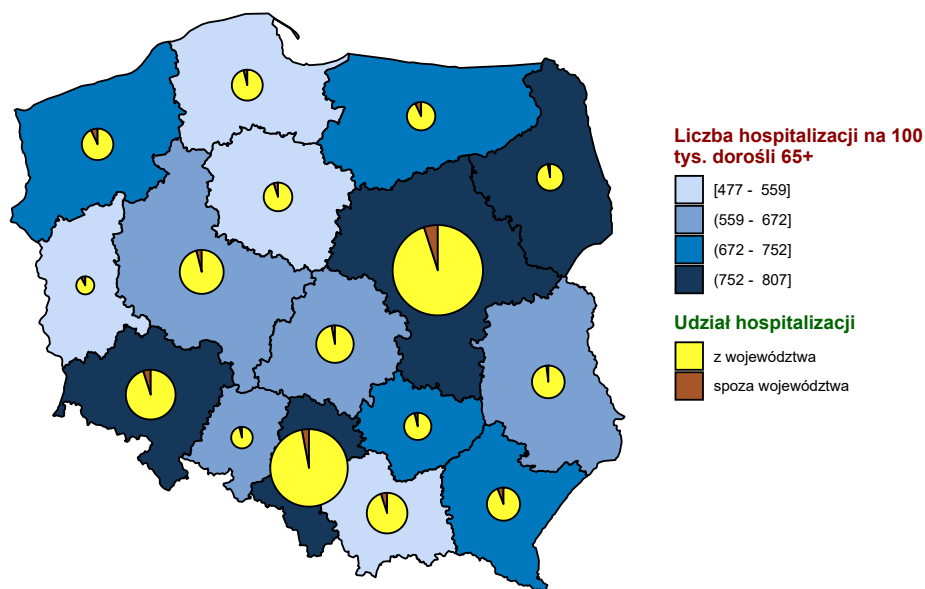 Liczba hospitalizacji na 100
tys. dorośli 65+
[477 - 559]
(559 - 672]
(672 - 752]
(752 - 807]
Udział hospitalizacji
z województwa
spoza województwa